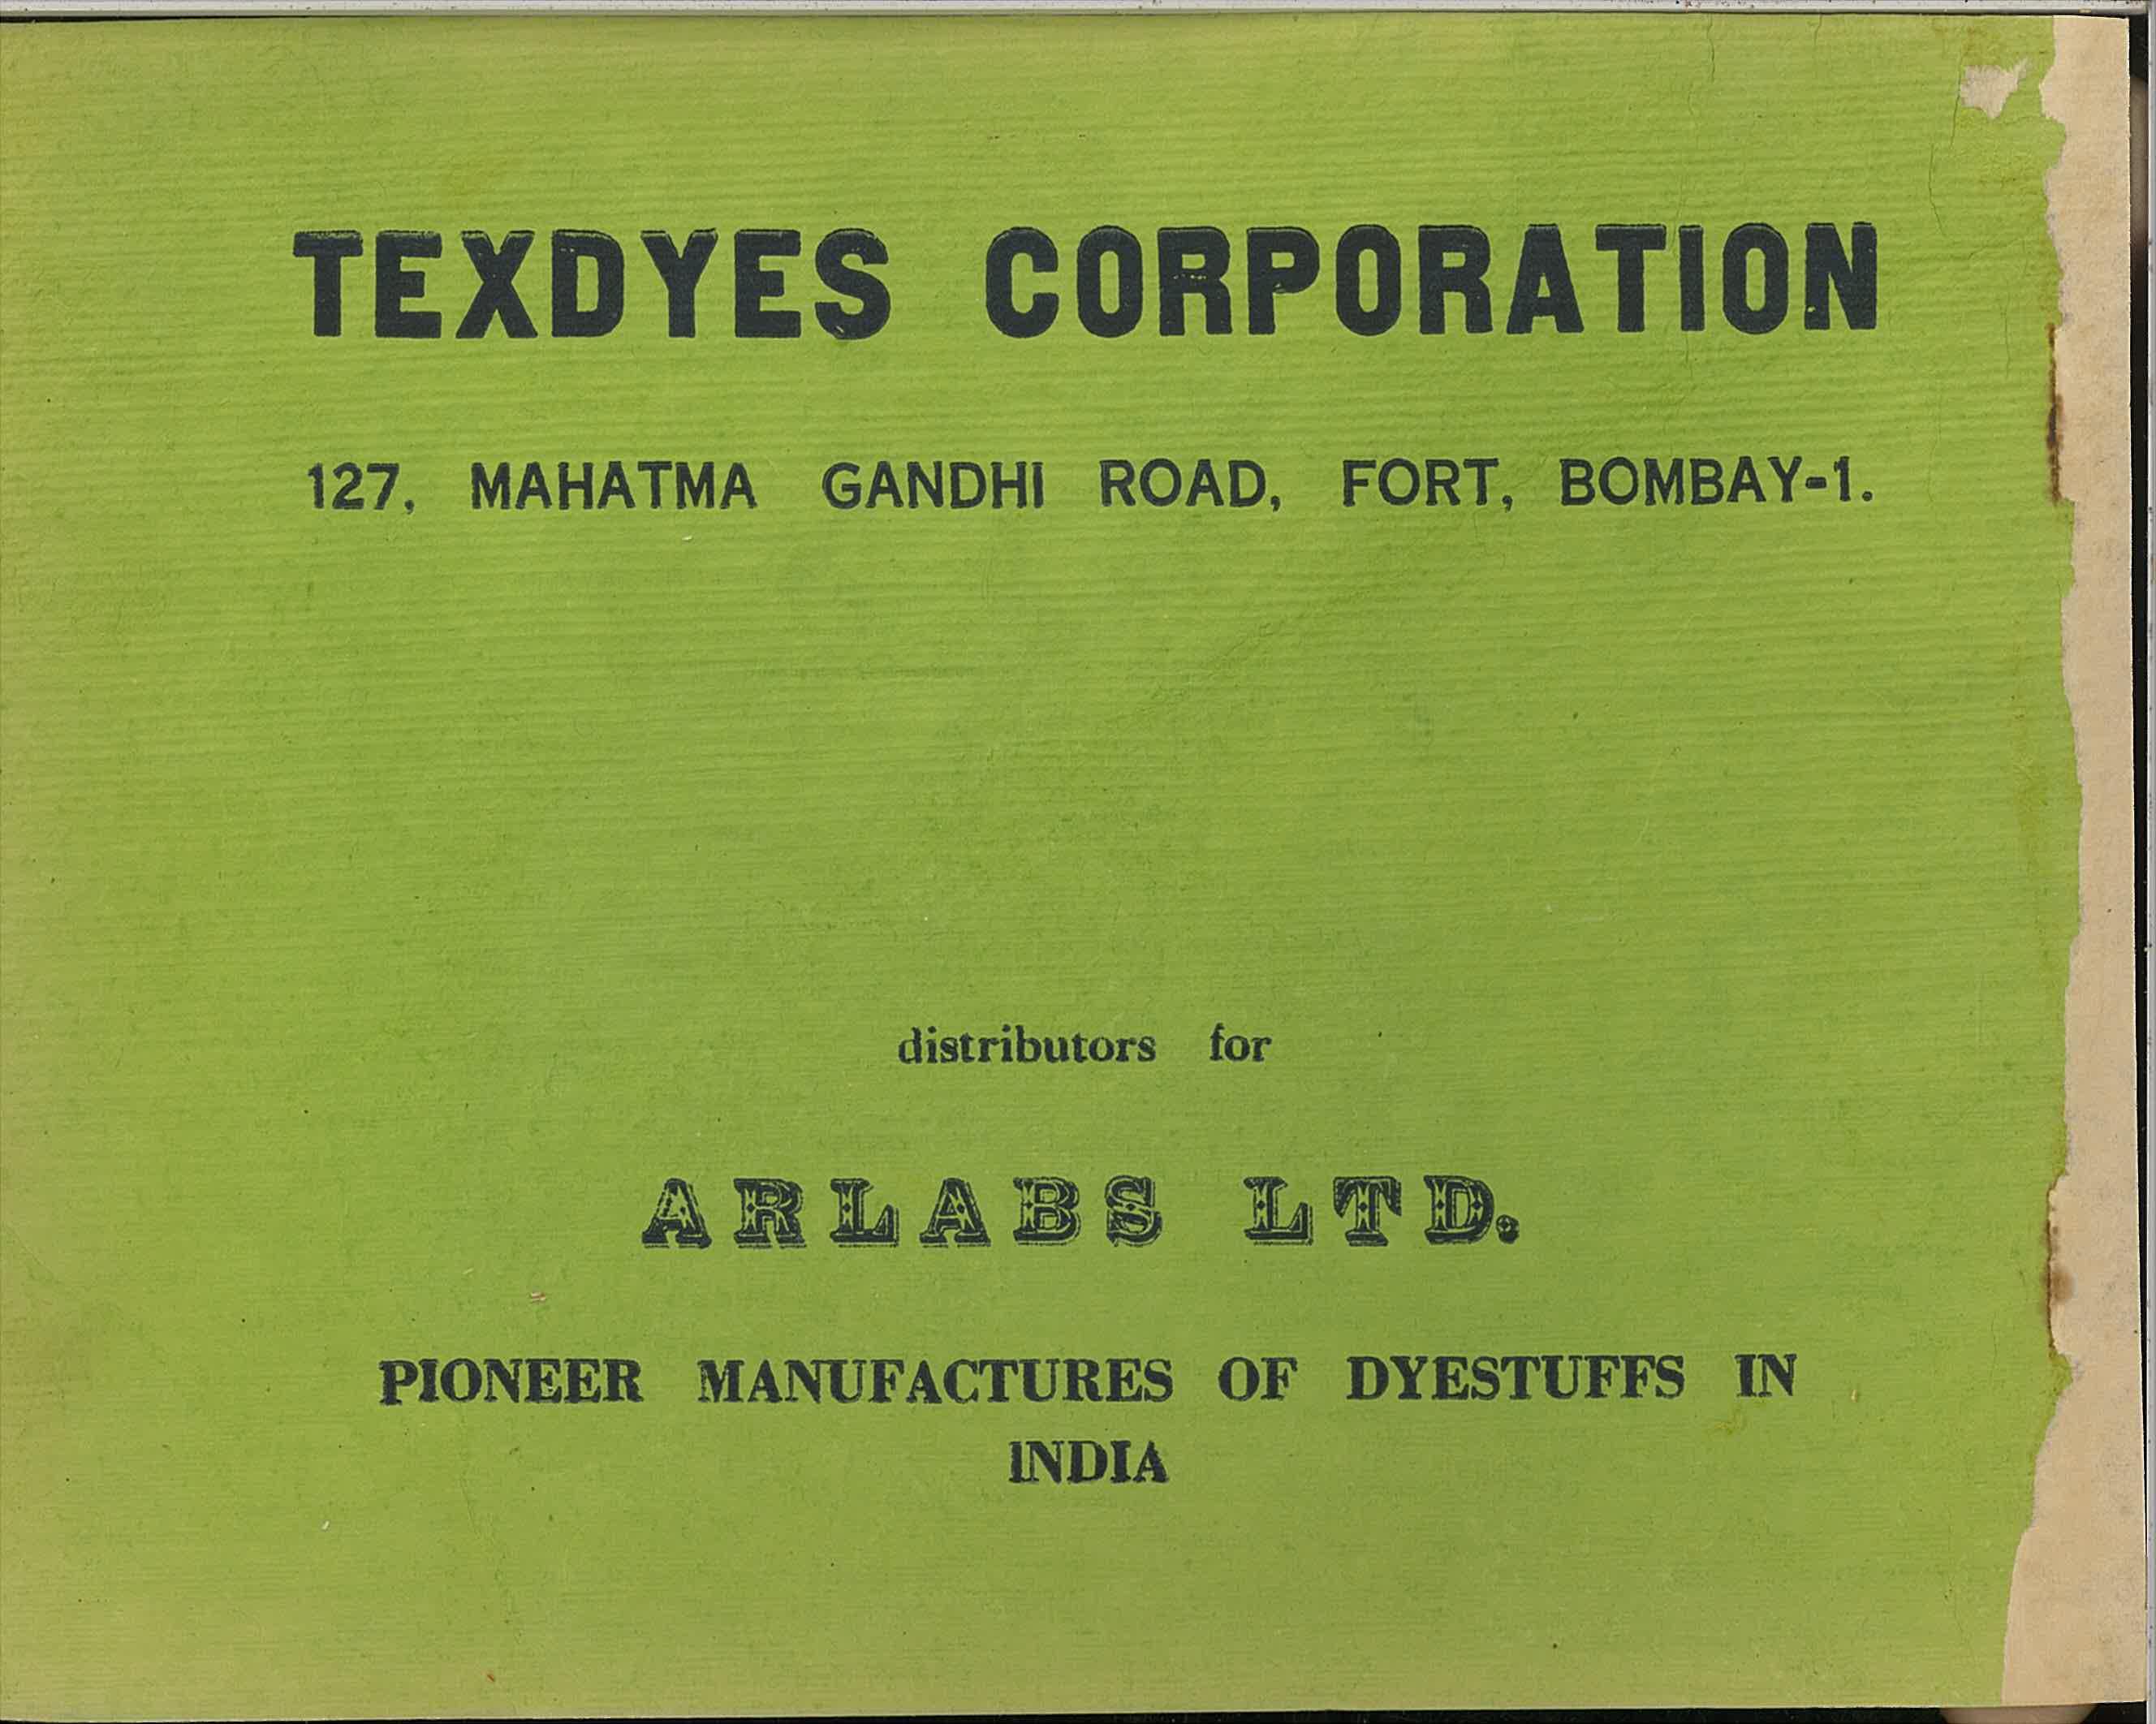 TEXDYES CORPORATION
127, MAHATMA GANDHI ROAD, FORT, BOMBAY-1.
distributors for
ARLABS LTD.
PIONEER MANUFACTURES OF DYESTUFFS IN
INDIA